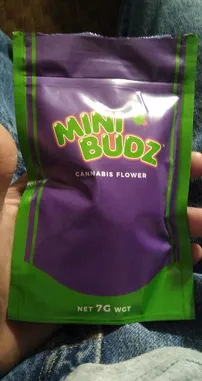 MINI
BUDZ
CANNABIS FLOWER
NET 7G WGT